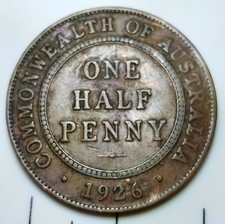 COMMONWEALTH OF AUSTRALIA
ONE
HALF
PENNY
· 1926 ·